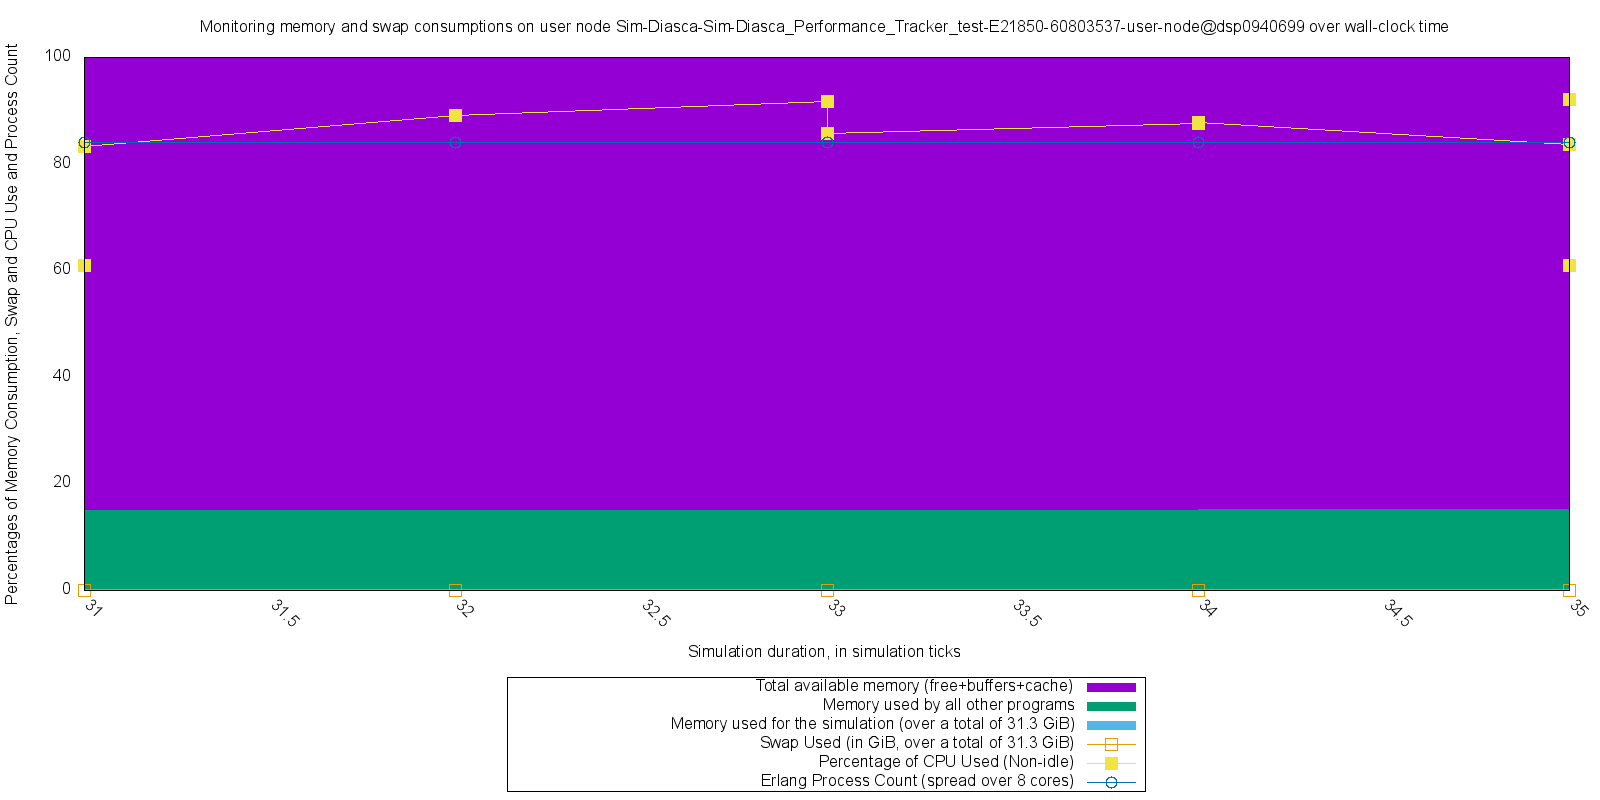 Monitoring memory and swap consumptions on user node Sim-Diasca-Sim-Diasca_Performance_Tracker_test-E21850-60803537-user-node@dsp0940699 over wall-clock time
Percentages of Memory Consumption, Swap and CPU Use and Process Count
100
80
60
40
20
0
31
31.5
32
32.5
33
33.5
34
34.5
35
Simulation duration, in simulation ticks
Total available memory (free+buffers+cache)
Memory used by all other programs
Memory used for the simulation (over a total of 31.3 GiB)
Swap Used (in GiB, over a total of 31.3 GiB)
Percentage of CPU Used (Non-idle)
Erlang Process Count (spread over 8 cores)